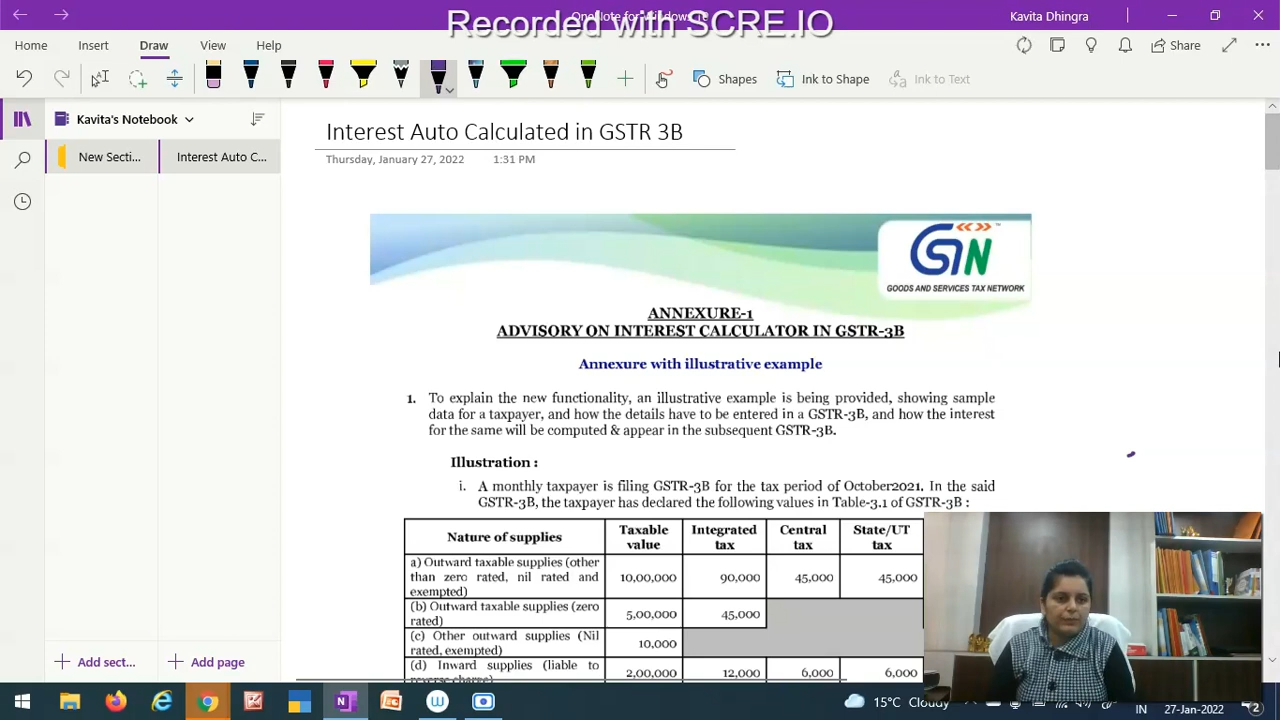 Recorded with SCRE.IO
Kavita Dhingra
Home Insert Draw View Help
Share
Shapes
Ink to Shape
Ink to Text
Kavita's Notebook
New Secti...
Interest Auto C...
Interest Auto Calculated in GSTR 3B
Thursday, January 27, 2022 1:31 PM
GSTN
GOODS AND SERVICES TAX NETWORK
ANNEXURE-1
ADVISORY ON INTEREST CALCULATOR IN GSTR-3B
Annexure with illustrative example
1. To explain the new functionality, an illustrative example is being provided, showing sample
data for a taxpayer, and how the details have to be entered in a GSTR-3B, and how the interest
for the same will be computed & appear in the subsequent GSTR-3B.
Illustration :
i. A monthly taxpayer is filing GSTR-3B for the tax period of October2021. In the said
GSTR-3B, the taxpayer has declared the following values in Table-3.1 of GSTR-3B :
Nature of supplies Taxable value Integrated tax Central tax State/UT tax
a) Outward taxable supplies (other
than zero rated, nil rated and 10,00,000 90,000 45,000 45,000
exempted)
(b) Outward taxable supplies (zero
rated) 5,00,000 45,000
(c) Other outward supplies (Nil
rated, exempted) 10,000
(d) Inward supplies (liable to
reverse charge) 2,00,000 12,000 6,000 6,000
Add sect...
Add page
15°C Cloudy
IN
27-Jan-2022
2